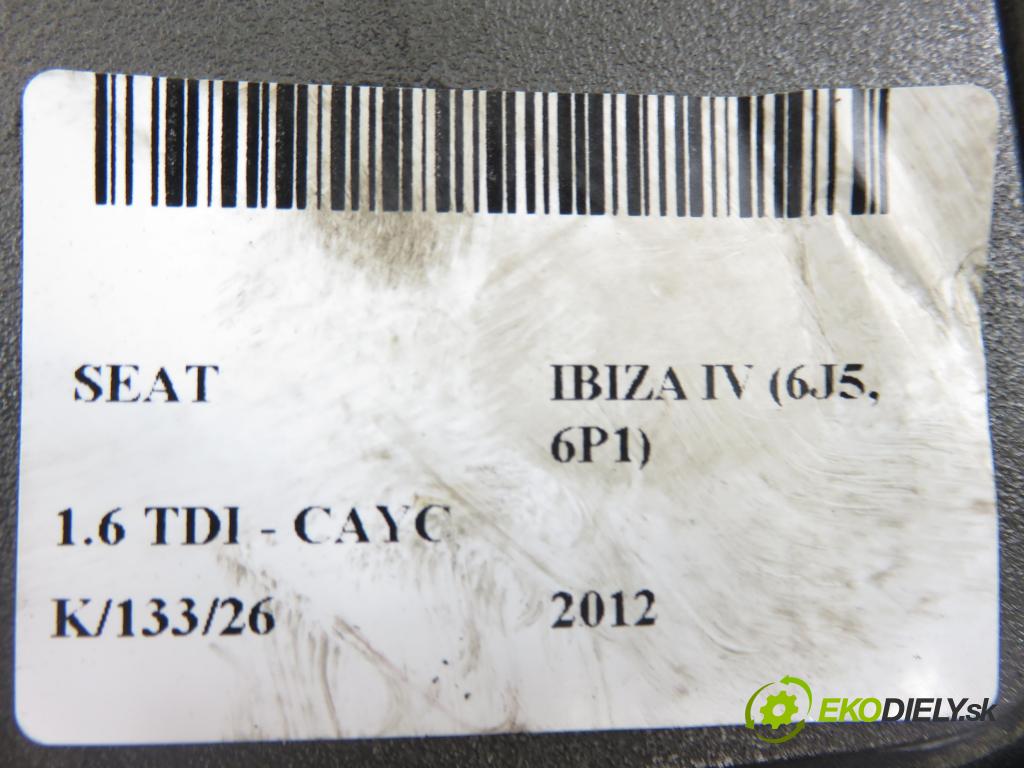 SEAT
IBIZA IV (6J5,
6P1)
1.6 TDI - CAYC
K/133/26
2012
EKODIELY.sk